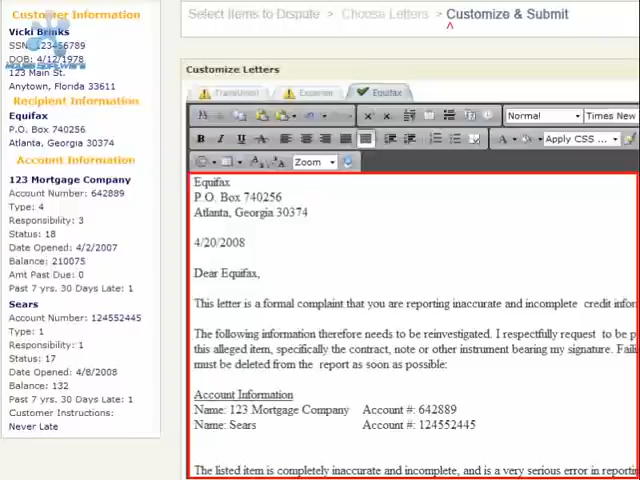 Customer Information
Vicki Brinks
SSN: 123456789
DOB: 4/12/1978
123 Main St.
Anytown, Florida 33611
Recipient Information
Equifax
P.O. Box 740256
Atlanta, Georgia 30374
Account Information
123 Mortgage Company
Account Number: 642889
Type: 4
Responsibility: 3
Status: 18
Date Opened: 4/2/2007
Balance: 210075
Amt Past Due: 0
Past 7 yrs. 30 Days Late: 1
Sears
Account Number: 124552445
Type: 1
Responsibility: 1
Status: 17
Date Opened: 4/8/2008
Balance: 132
Past 7 yrs. 30 Days Late: 1
Customer Instructions:
Never Late
Select Items to Dispute > Choose Letters > Customize & Submit
Customize Letters
TransUnion Experian Equifax
Normal Times New
B I U A Apply CSS ...
Zoom
Equifax
P.O. Box 740256
Atlanta, Georgia 30374
4/20/2008
Dear Equifax,
This letter is a formal complaint that you are reporting inaccurate and incomplete credit infor
The following information therefore needs to be reinvestigated. I respectfully request to be p
this alleged item, specifically the contract, note or other instrument bearing my signature. Faili
must be deleted from the report as soon as possible:
Account Information
Name: 123 Mortgage Company Account #: 642889
Name: Sears Account #: 124552445
The listed item is completely inaccurate and incomplete, and is a very serious error in reportin